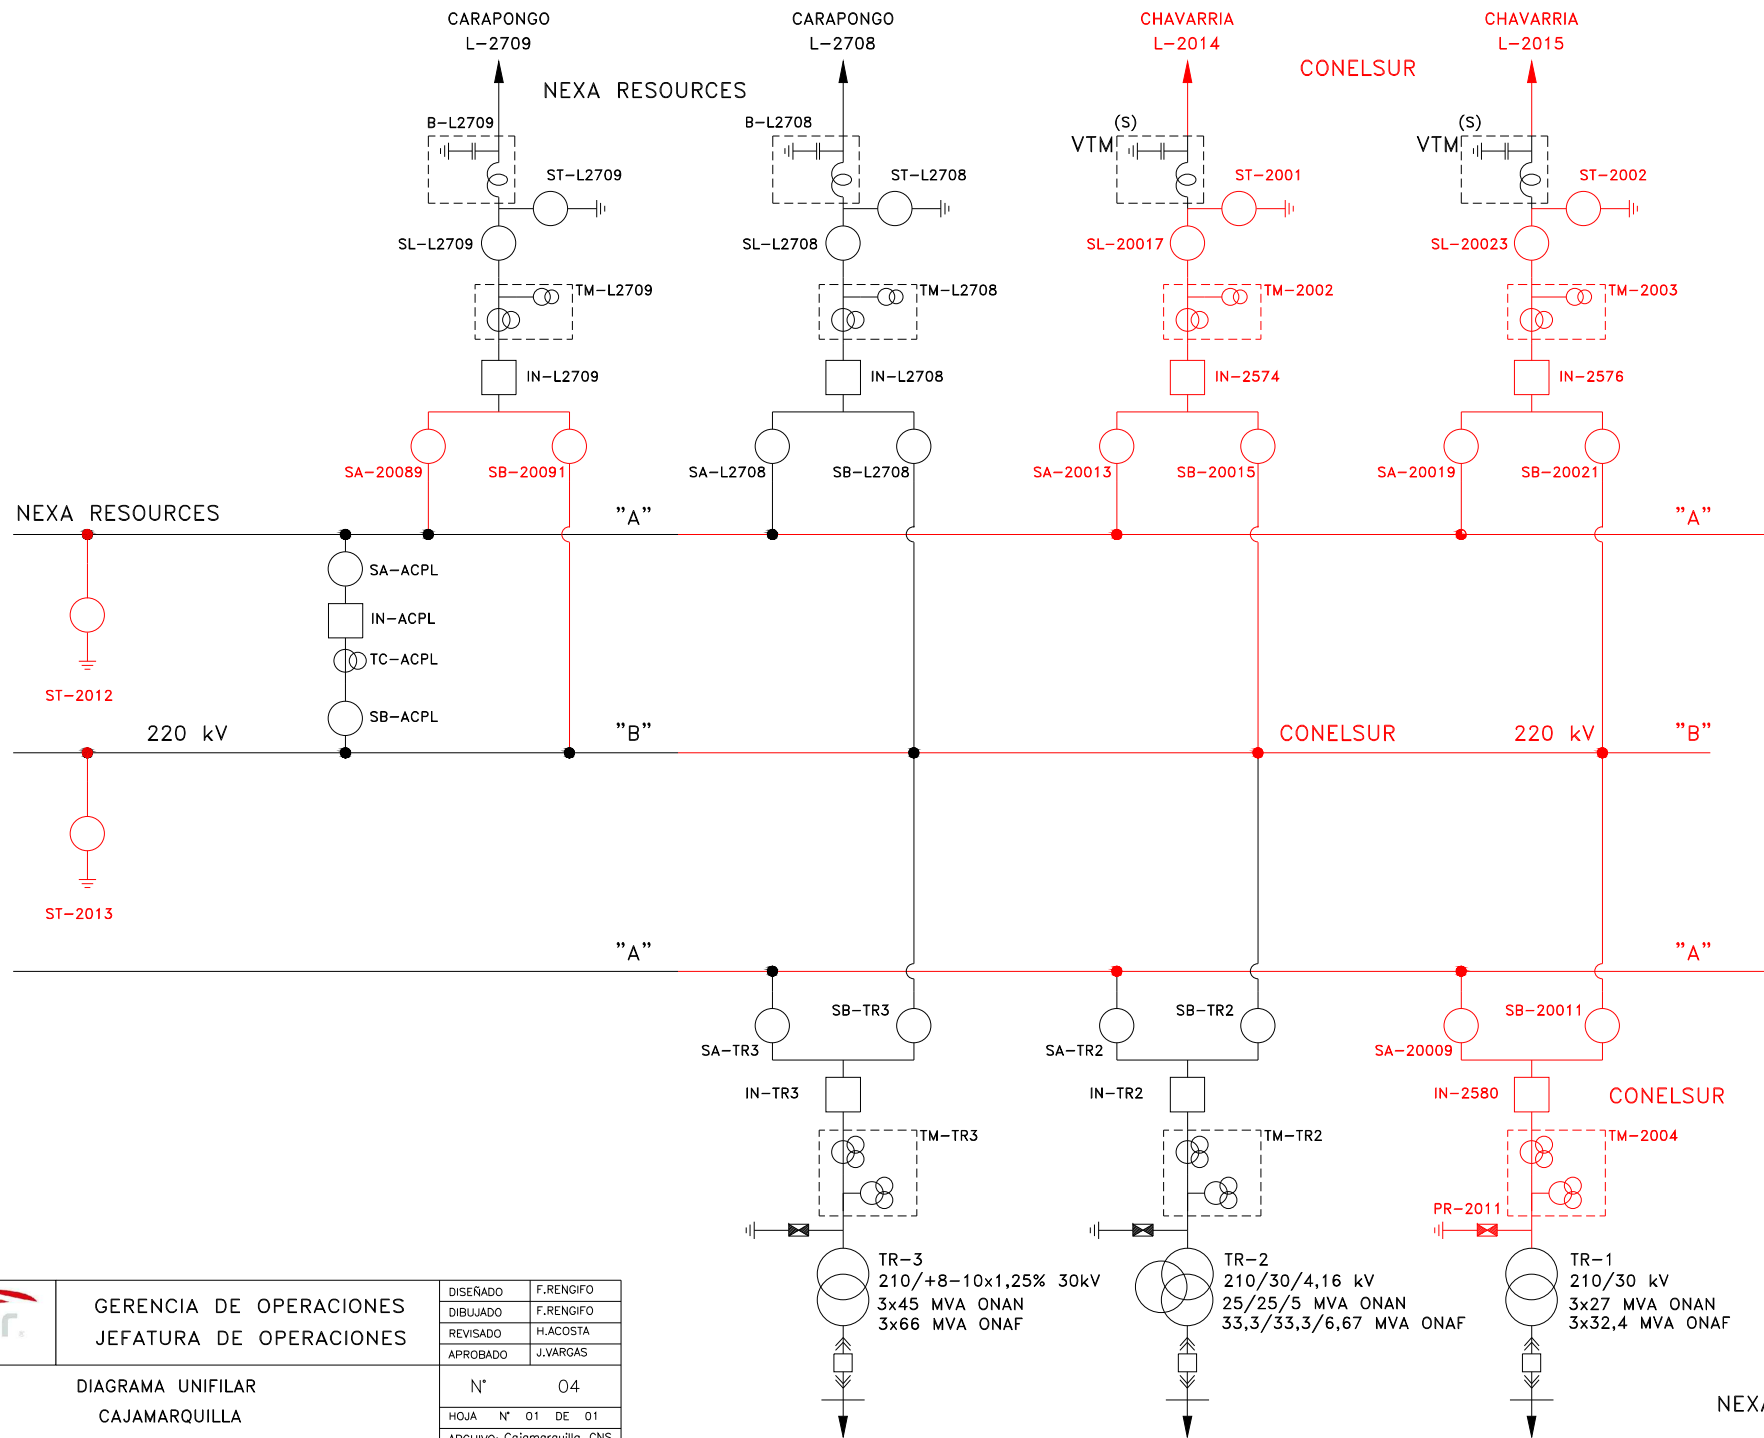 CARAPONGO
L-2709
CARAPONGO
L-2708
CHAVARRIA
L-2014
CHAVARRIA
L-2015
NEXA RESOURCES
CONELSUR
B-L2709
B-L2708
(S)
VTM
(S)
VTM
ST-L2709
ST-L2708
ST-2001
ST-2002
SL-L2709
SL-L2708
SL-20017
SL-20023
TM-L2709
TM-L2708
TM-2002
TM-2003
IN-L2709
IN-L2708
IN-2574
IN-2576
SA-20089
SB-20091
SA-L2708
SB-L2708
SA-20013
SB-20015
SA-20019
SB-20021
NEXA RESOURCES
"A"
"A"
SA-ACPL
IN-ACPL
TC-ACPL
SB-ACPL
ST-2012
220 kV
"B"
CONELSUR
220 kV
"B"
ST-2013
"A"
"A"
SB-TR3
SB-TR2
SB-20011
SA-TR3
SA-TR2
SA-20009
IN-TR3
IN-TR2
IN-2580
CONELSUR
TM-TR3
TM-TR2
TM-2004
PR-2011
TR-3
210/+8-10x1,25% 30kV
3x45 MVA ONAN
3x66 MVA ONAF
TR-2
210/30/4,16 kV
25/25/5 MVA ONAN
33,3/33,3/6,67 MVA ONAF
TR-1
210/30 kV
3x27 MVA ONAN
3x32,4 MVA ONAF
GERENCIA DE OPERACIONES
JEFATURA DE OPERACIONES
DISEÑADO F.RENGIFO
DIBUJADO F.RENGIFO
REVISADO H.ACOSTA
APROBADO J.VARGAS
DIAGRAMA UNIFILAR
CAJAMARQUILLA
N° 04
HOJA N° 01 DE 01
ARCHIVO: Cajamarquilla_CNS
NEXA